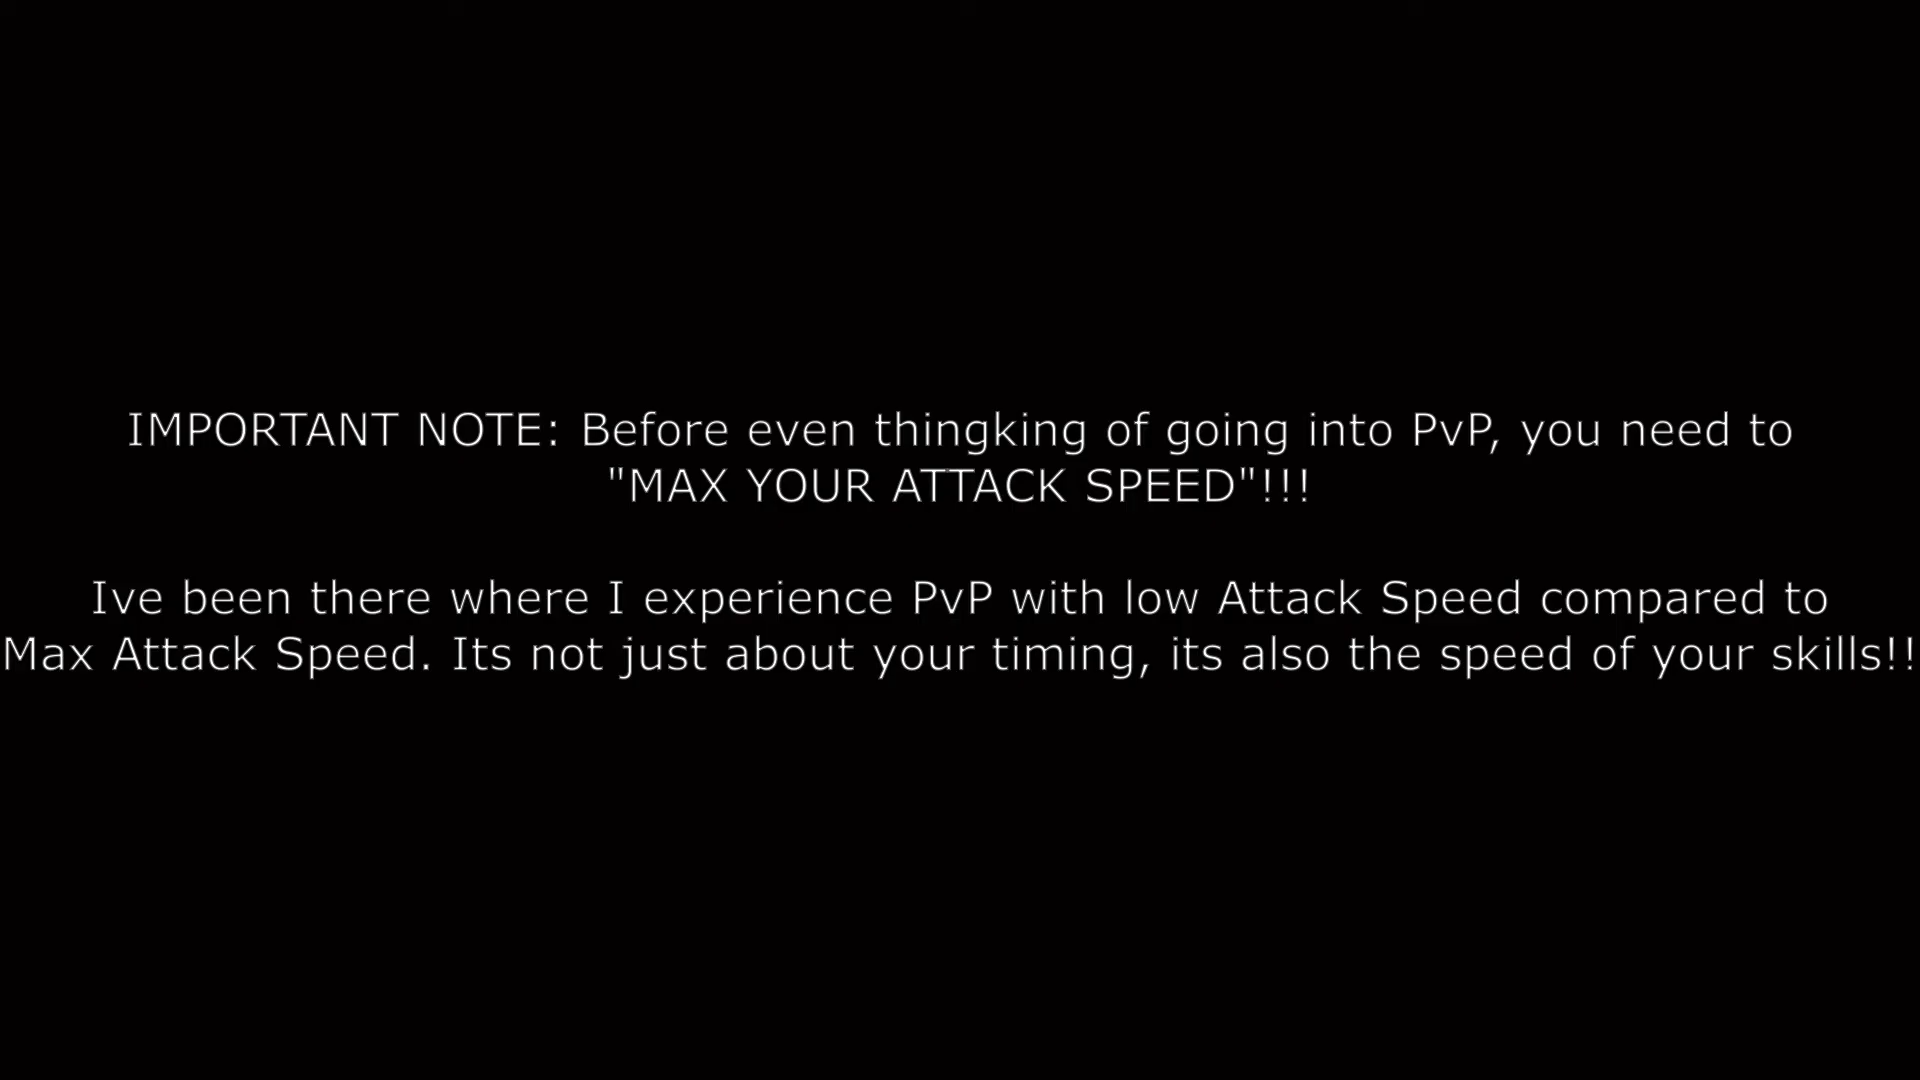 IMPORTANT NOTE: Before even thingking of going into PvP, you need to
"MAX YOUR ATTACK SPEED"!!!
Ive been there where I experience PvP with low Attack Speed compared to
Max Attack Speed. Its not just about your timing, its also the speed of your skills!!